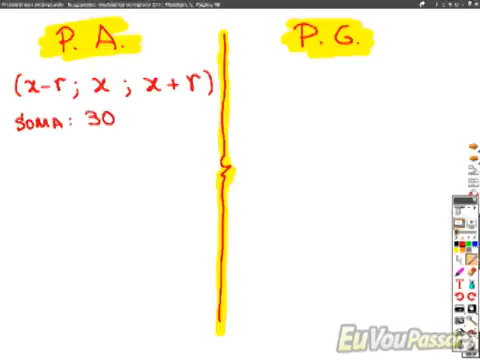 P. A.
P. G.
(x-r ; x ; x+r)
SOMA: 30
EuVouPassar